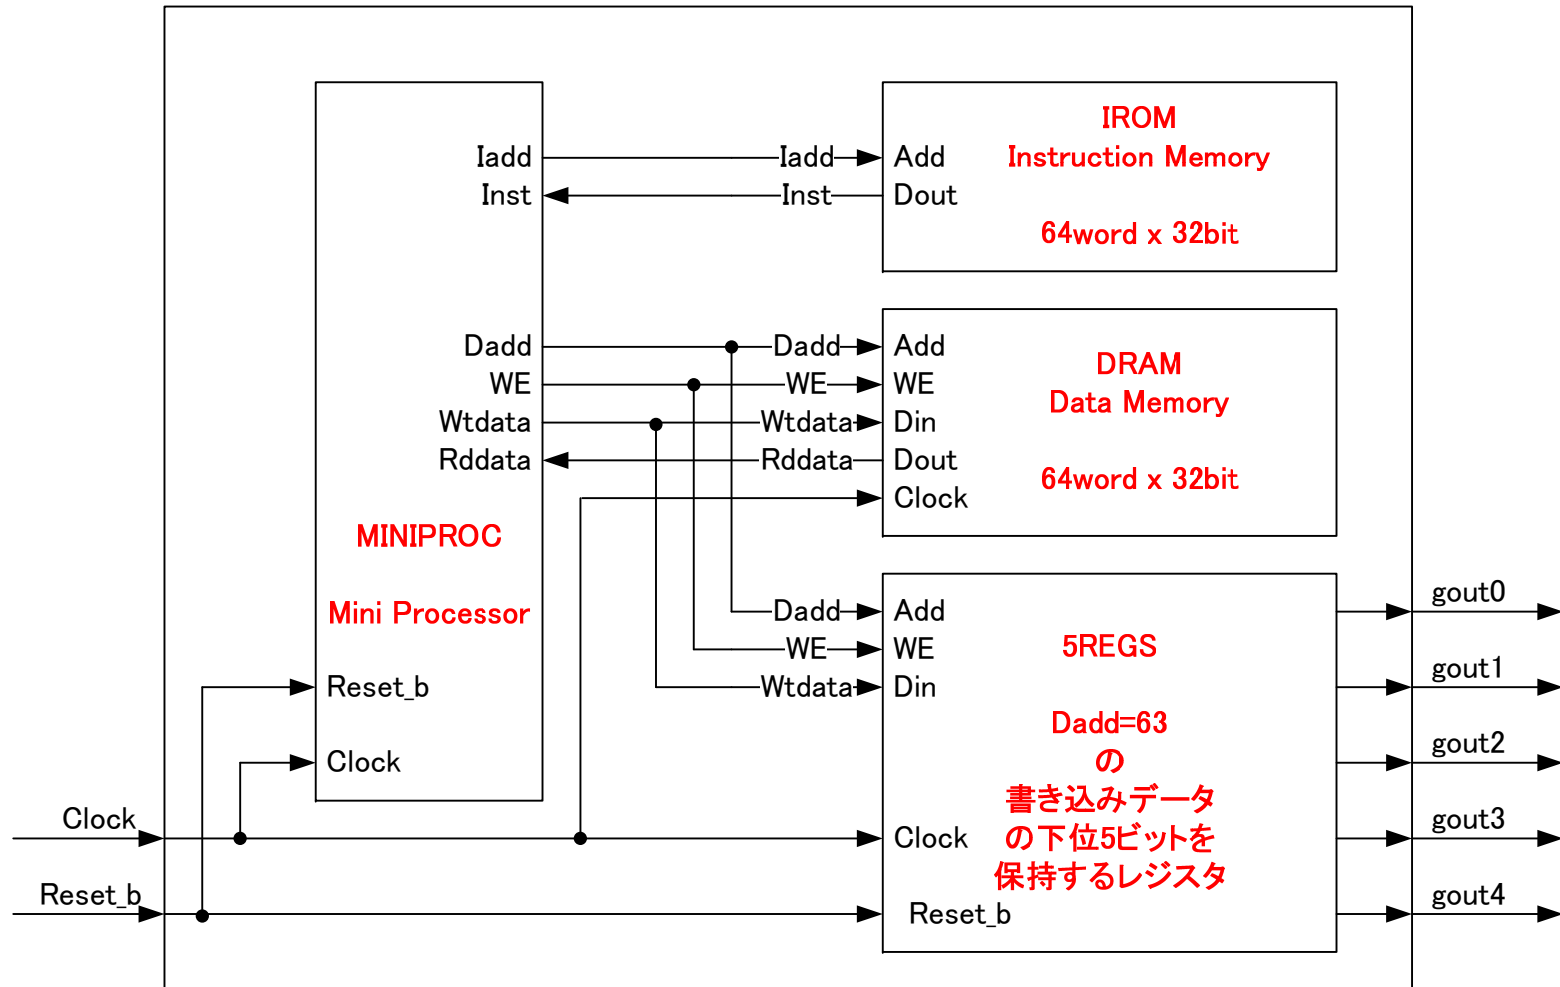 Iadd
Inst
Dadd
WE
Wtdata
Rddata
MINIPROC
Mini Processor
Reset_b
Clock
Iadd
Inst
Add
Dout
IROM
Instruction Memory
64word x 32bit
Dadd
WE
Wtdata
Rddata
Add
WE
Din
Dout
Clock
DRAM
Data Memory
64word x 32bit
Dadd
WE
Wtdata
Add
WE
Din
Clock
Reset_b
5REGS
Dadd=63
の
書き込みデータ
の下位5ビットを
保持するレジスタ
Clock
Reset_b
gout0
gout1
gout2
gout3
gout4